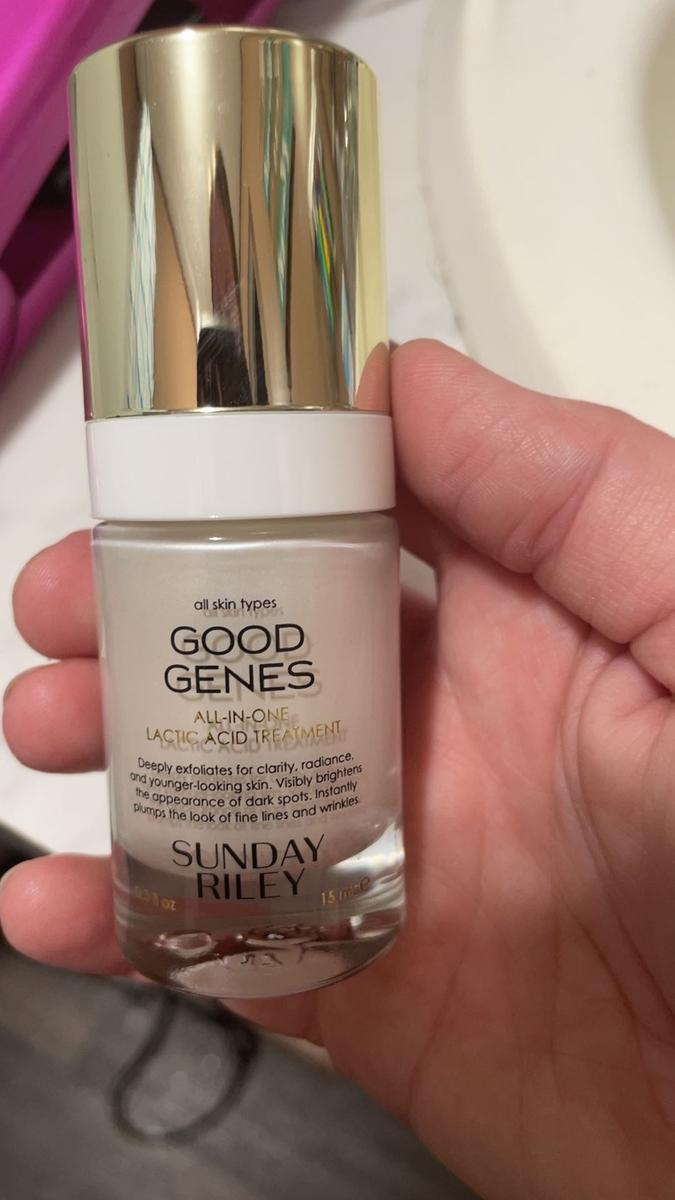 all skin types
GOOD
GENES
ALL-IN-ONE
LACTIC ACID TREATMENT
Deeply exfoliates for clarity, radiance,
and younger-looking skin. Visibly brightens
the appearance of dark spots. Instantly
plumps the look of fine lines and wrinkles.
SUNDAY
RILEY
fl oz 15